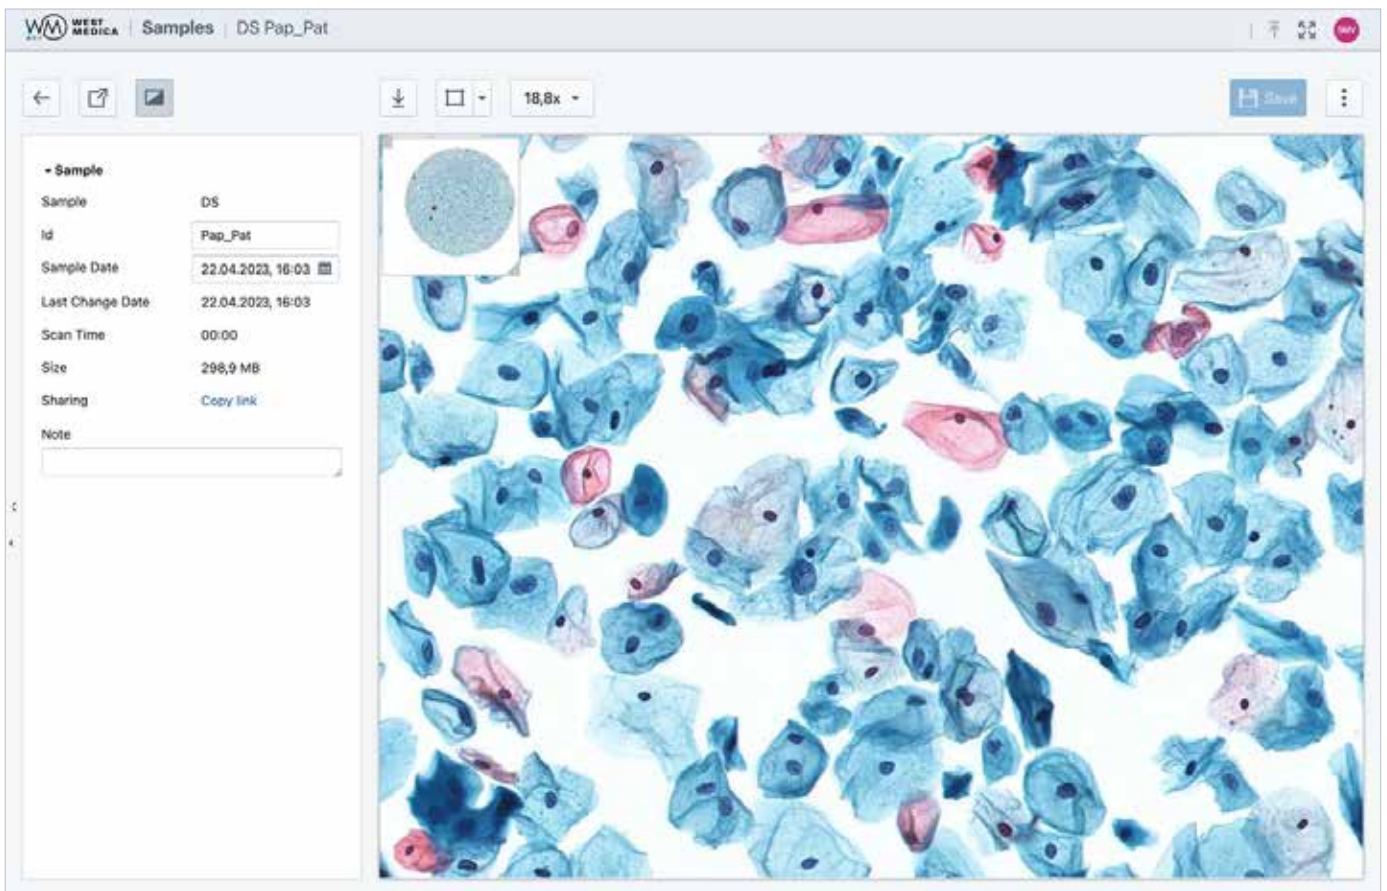 WM WEST MEDICA | Samples | DS Pap_Pat
18,8x
Save
Sample
Sample DS
Id Pap_Pat
Sample Date 22.04.2023, 16:03
Last Change Date 22.04.2023, 16:03
Scan Time 00:00
Size 298,9 MB
Sharing Copy link
Note